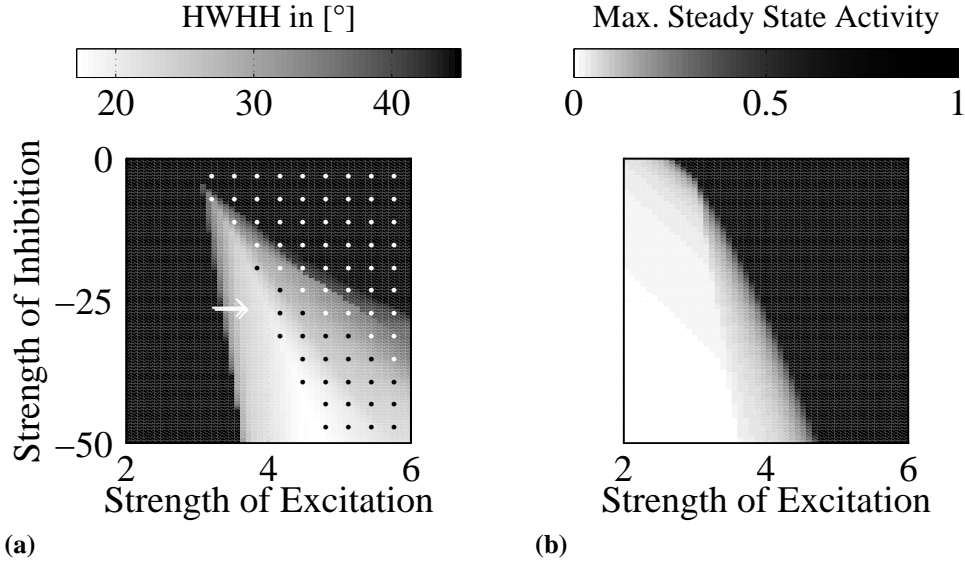 HWHH in [°]
20 30 40
Max. Steady State Activity
0 0.5 1
Strength of Inhibition
0
−25
−50
2 4 6
Strength of Excitation
2 4 6
Strength of Excitation
(a)
(b)